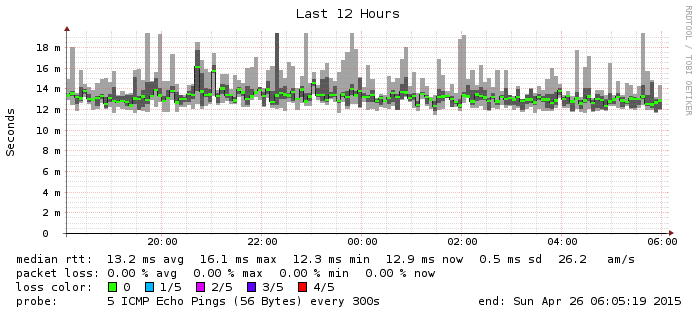 Last 12 Hours
RRDTOOL / TOBI OETIKER
Seconds
18 m
16 m
14 m
12 m
10 m
8 m
6 m
4 m
2 m
0
20:00 22:00 00:00 02:00 04:00 06:00
median rtt: 13.2 ms avg 16.1 ms max 12.3 ms min 12.9 ms now 0.5 ms sd 26.2 am/s
packet loss: 0.00 % avg 0.00 % max 0.00 % min 0.00 % now
loss color: 0 1/5 2/5 3/5 4/5
probe: 5 ICMP Echo Pings (56 Bytes) every 300s end: Sun Apr 26 06:05:19 2015